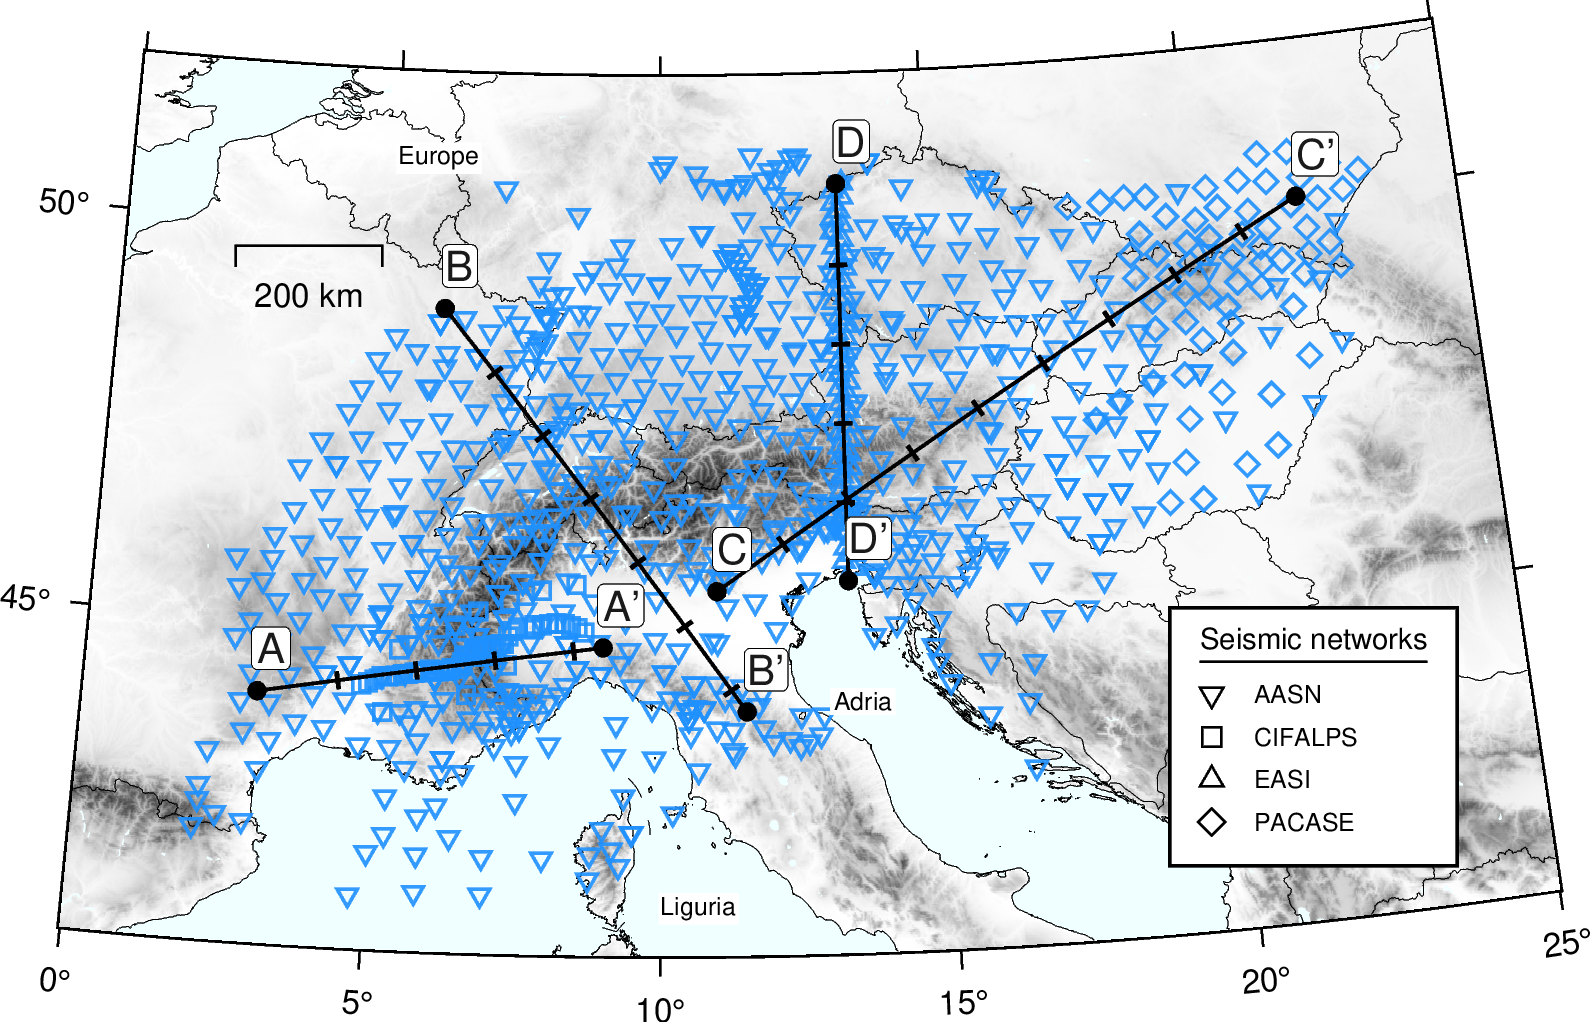 D
C'
Europe
50°
B
200 km
C
D'
45°
A'
A
B'
Adria
Seismic networks
AASN
CIFALPS
EASI
PACASE
Liguria
0°
5°
10°
15°
20°
25°